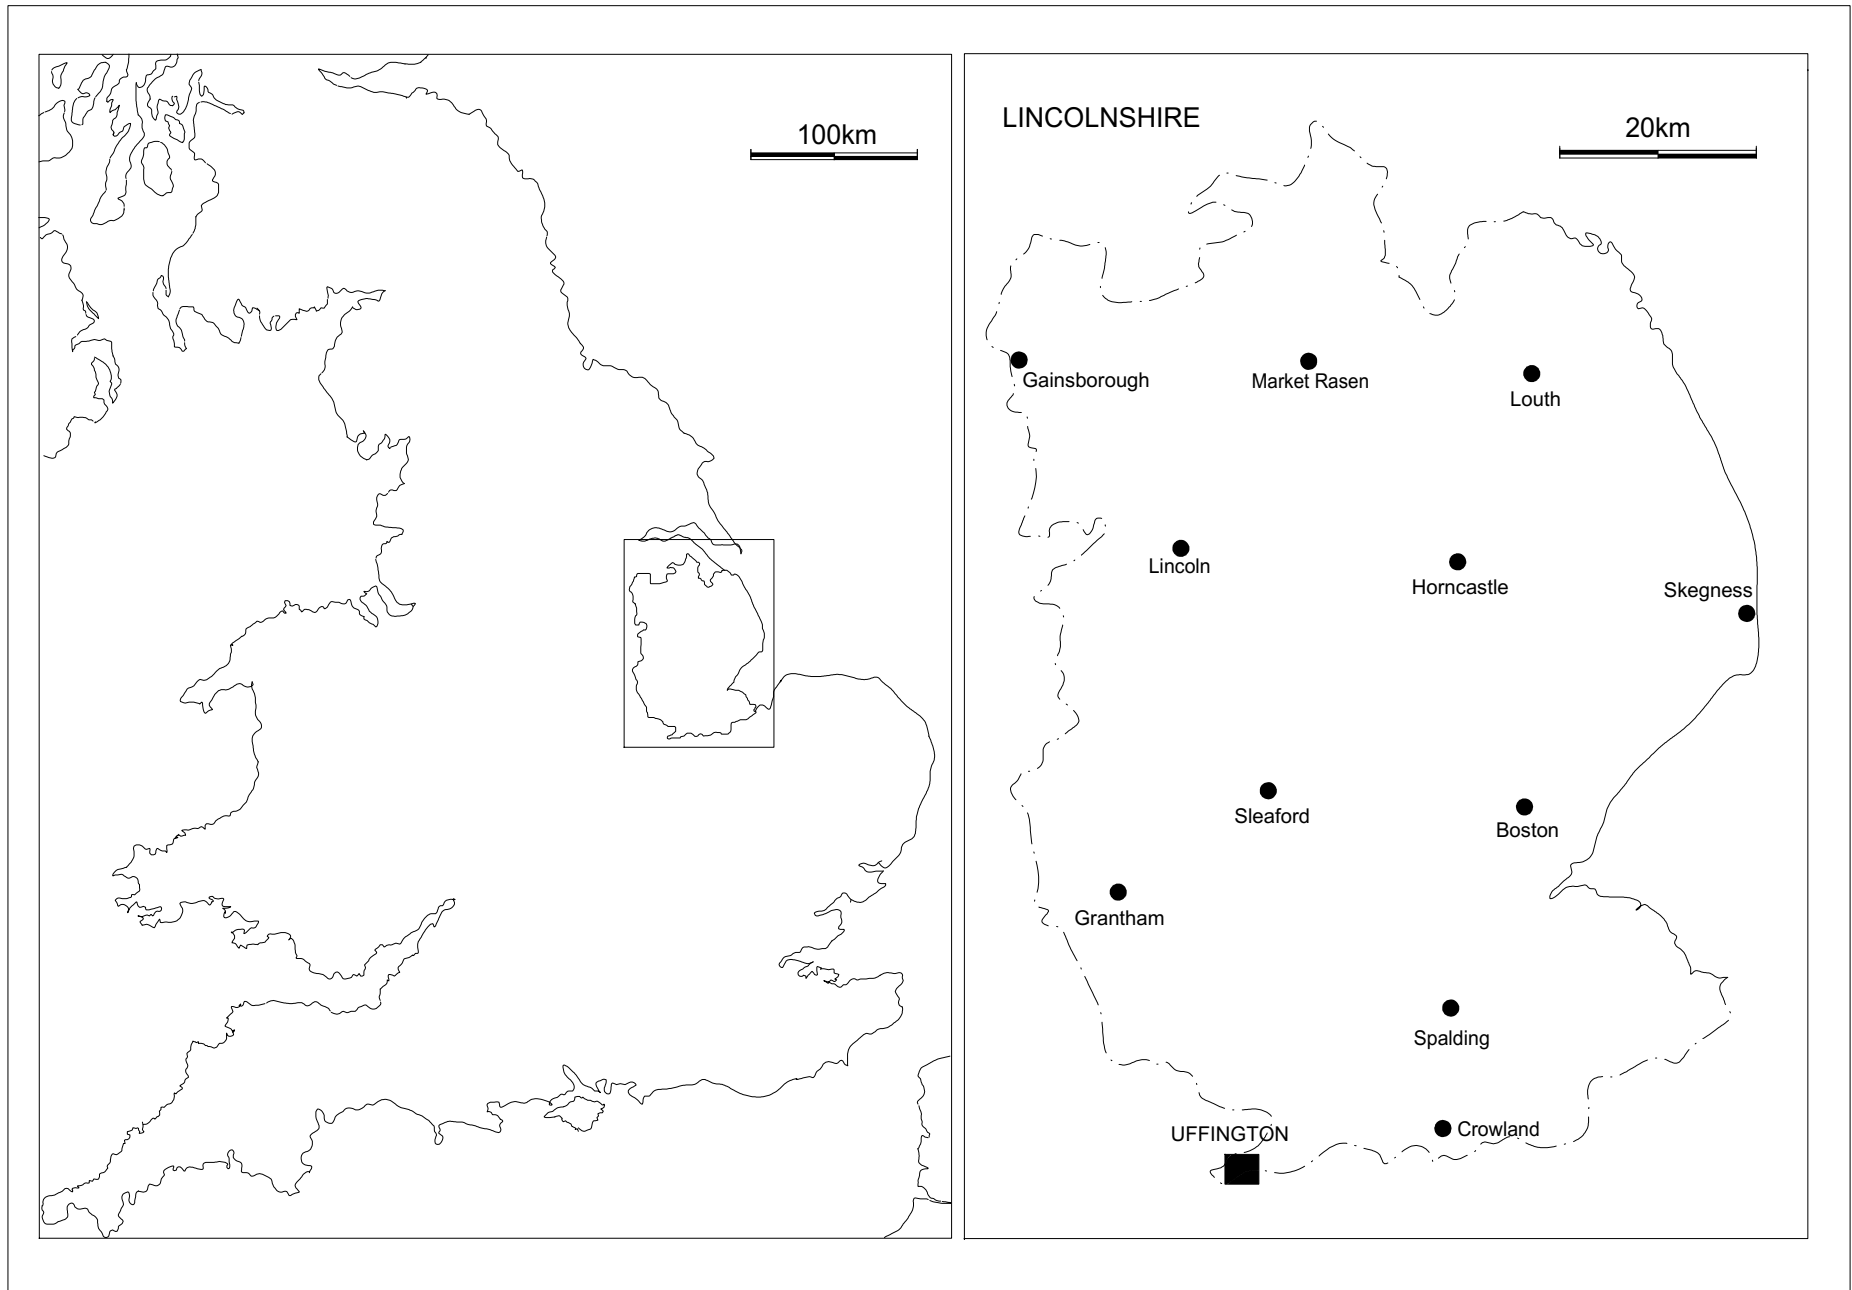 100km
LINCOLNSHIRE
20km
Gainsborough
Market Rasen
Louth
Lincoln
Horncastle
Skegness
Sleaford
Boston
Grantham
Spalding
Crowland
UFFINGTON